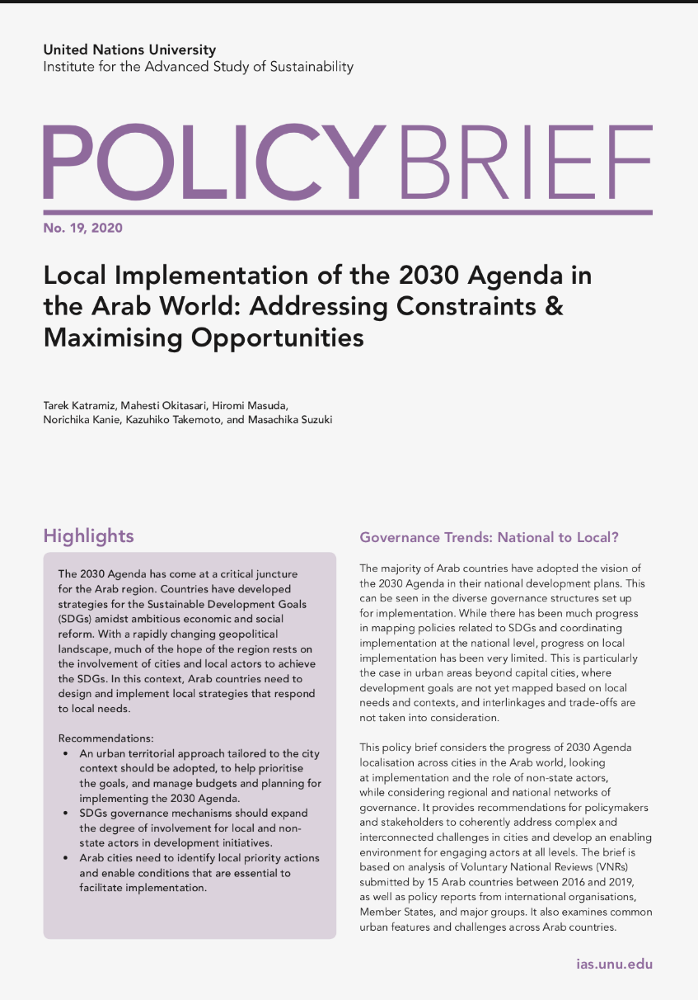 United Nations University
Institute for the Advanced Study of Sustainability
POLICYBRIEF
No. 19, 2020
Local Implementation of the 2030 Agenda in
the Arab World: Addressing Constraints &
Maximising Opportunities
Tarek Katramiz, Mahesti Okitasari, Hiromi Masuda,
Norichika Kanie, Kazuhiko Takemoto, and Masachika Suzuki
Highlights
The 2030 Agenda has come at a critical juncture
for the Arab region. Countries have developed
strategies for the Sustainable Development Goals
(SDGs) amidst ambitious economic and social
reform. With a rapidly changing geopolitical
landscape, much of the hope of the region rests on
the involvement of cities and local actors to achieve
the SDGs. In this context, Arab countries need to
design and implement local strategies that respond
to local needs.
Recommendations:
• An urban territorial approach tailored to the city
context should be adopted, to help prioritise
the goals, and manage budgets and planning for
implementing the 2030 Agenda.
• SDGs governance mechanisms should expand
the degree of involvement for local and non-
state actors in development initiatives.
• Arab cities need to identify local priority actions
and enable conditions that are essential to
facilitate implementation.
Governance Trends: National to Local?
The majority of Arab countries have adopted the vision of
the 2030 Agenda in their national development plans. This
can be seen in the diverse governance structures set up
for implementation. While there has been much progress
in mapping policies related to SDGs and coordinating
implementation at the national level, progress on local
implementation has been very limited. This is particularly
the case in urban areas beyond capital cities, where
development goals are not yet mapped based on local
needs and contexts, and interlinkages and trade-offs are
not taken into consideration.
This policy brief considers the progress of 2030 Agenda
localisation across cities in the Arab world, looking
at implementation and the role of non-state actors,
while considering regional and national networks of
governance. It provides recommendations for policymakers
and stakeholders to coherently address complex and
interconnected challenges in cities and develop an enabling
environment for engaging actors at all levels. The brief is
based on analysis of Voluntary National Reviews (VNRs)
submitted by 15 Arab countries between 2016 and 2019,
as well as policy reports from international organisations,
Member States, and major groups. It also examines common
urban features and challenges across Arab countries.
ias.unu.edu